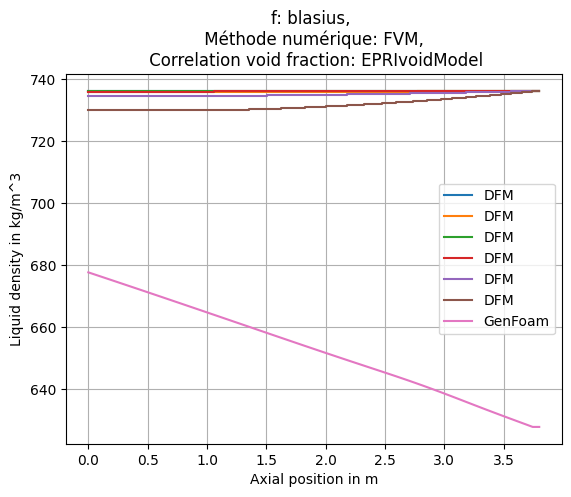 f: blasius,
Méthode numérique: FVM,
Correlation void fraction: EPRIvoidModel
740
720
700
680
660
640
Liquid density in kg/m^3
DFM
DFM
DFM
DFM
DFM
DFM
GenFoam
0.0 0.5 1.0 1.5 2.0 2.5 3.0 3.5
Axial position in m